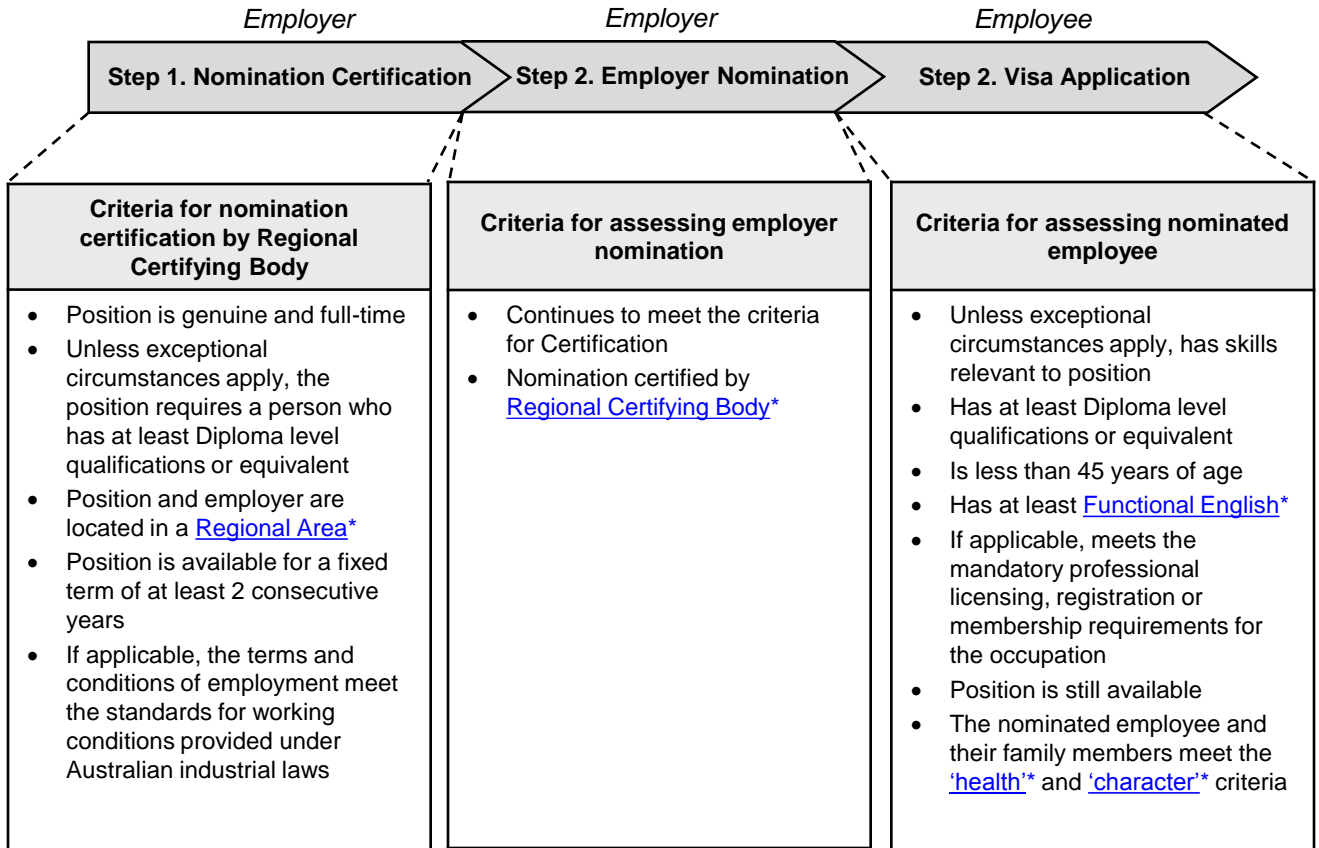 Employer
Employer
Employee
Step 1. Nomination Certification
Step 2. Employer Nomination
Step 2. Visa Application
Criteria for nomination
certification by Regional
Certifying Body
• Position is genuine and full-time
• Unless exceptional
circumstances apply, the
position requires a person who
has at least Diploma level
qualifications or equivalent
• Position and employer are
located in a Regional Area*
• Position is available for a fixed
term of at least 2 consecutive
years
• If applicable, the terms and
conditions of employment meet
the standards for working
conditions provided under
Australian industrial laws
Criteria for assessing employer
nomination
• Continues to meet the criteria
for Certification
• Nomination certified by
Regional Certifying Body*
Criteria for assessing nominated
employee
• Unless exceptional
circumstances apply, has skills
relevant to position
• Has at least Diploma level
qualifications or equivalent
• Is less than 45 years of age
• Has at least Functional English*
• If applicable, meets the
mandatory professional
licensing, registration or
membership requirements for
the occupation
• Position is still available
• The nominated employee and
their family members meet the
‘health’* and ‘character’* criteria